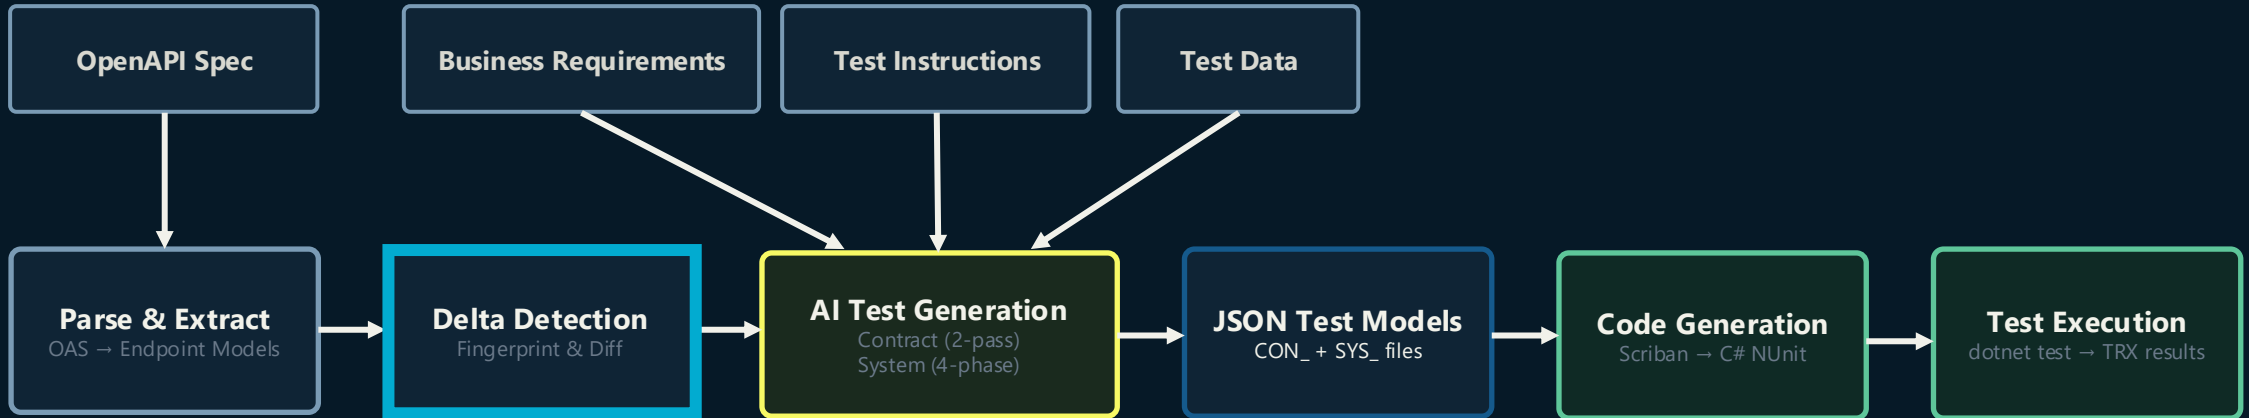 OpenAPI Spec
Business Requirements
Test Instructions
Test Data
Parse & Extract
OAS → Endpoint Models
Delta Detection
Fingerprint & Diff
AI Test Generation
Contract (2-pass)
System (4-phase)
JSON Test Models
CON_ + SYS_ files
Code Generation
Scriban → C# NUnit
Test Execution
dotnet test → TRX results